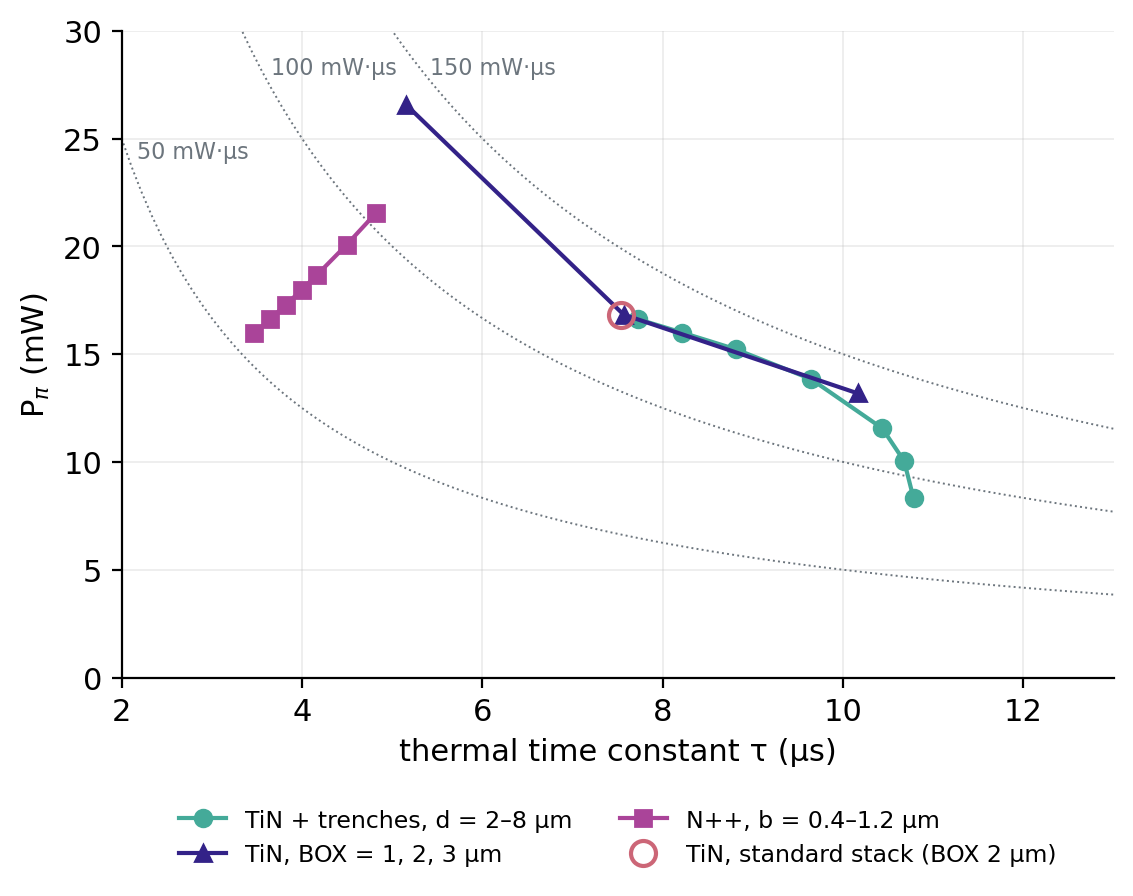 30
25
20
15
10
5
0
Pπ (mW)
50 mW·µs
100 mW·µs
150 mW·µs
2
4
6
8
10
12
thermal time constant τ (µs)
TiN + trenches, d = 2–8 µm
TiN, BOX = 1, 2, 3 µm
N++, b = 0.4–1.2 µm
TiN, standard stack (BOX 2 µm)